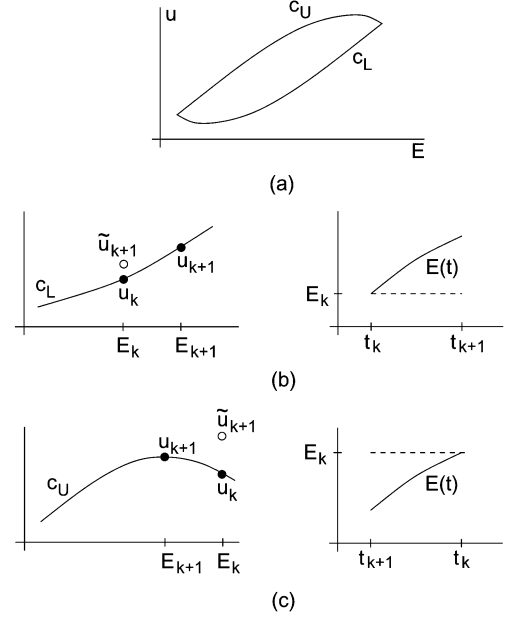 u
c_U
c_L
E
(a)
ũ_{k+1}
c_L
u_k
u_{k+1}
E_k
E_{k+1}
E(t)
E_k
t_k
t_{k+1}
(b)
ũ_{k+1}
u_{k+1}
c_U
u_k
E_{k+1}
E_k
E_k
E(t)
t_{k+1}
t_k
(c)